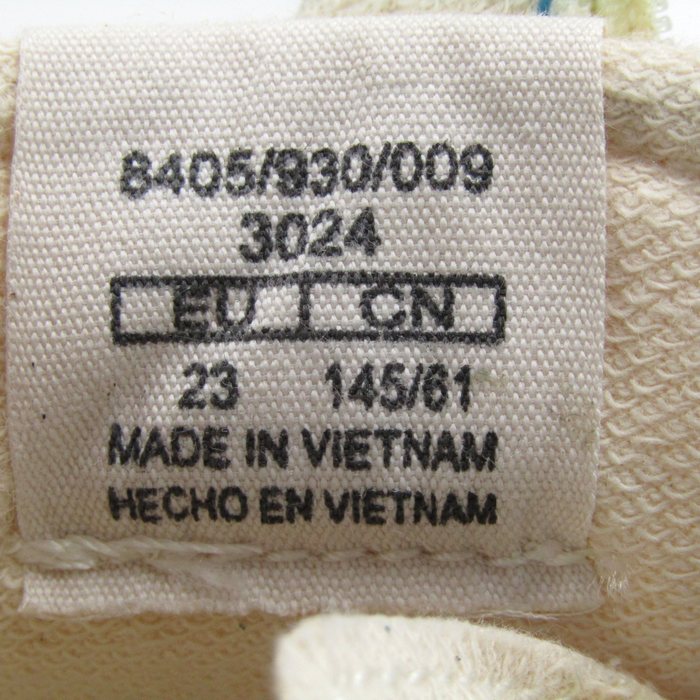 8405/930/009
3024
EU CN
23 145/61
MADE IN VIETNAM
HECHO EN VIETNAM